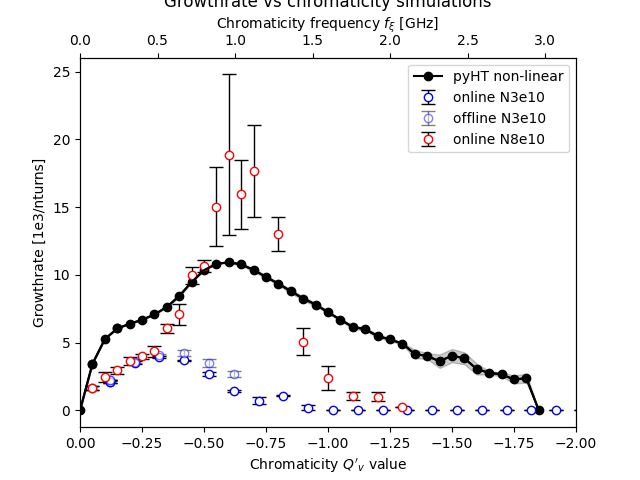 Growthrate vs chromaticity simulations
Chromaticity frequency fξ [GHz]
0.0 0.5 1.0 1.5 2.0 2.5 3.0
25
20
15
10
5
0
Growthrate [1e3/nturns]
pyHT non-linear
online N3e10
offline N3e10
online N8e10
0.00 −0.25 −0.50 −0.75 −1.00 −1.25 −1.50 −1.75 −2.00
Chromaticity Q′v value